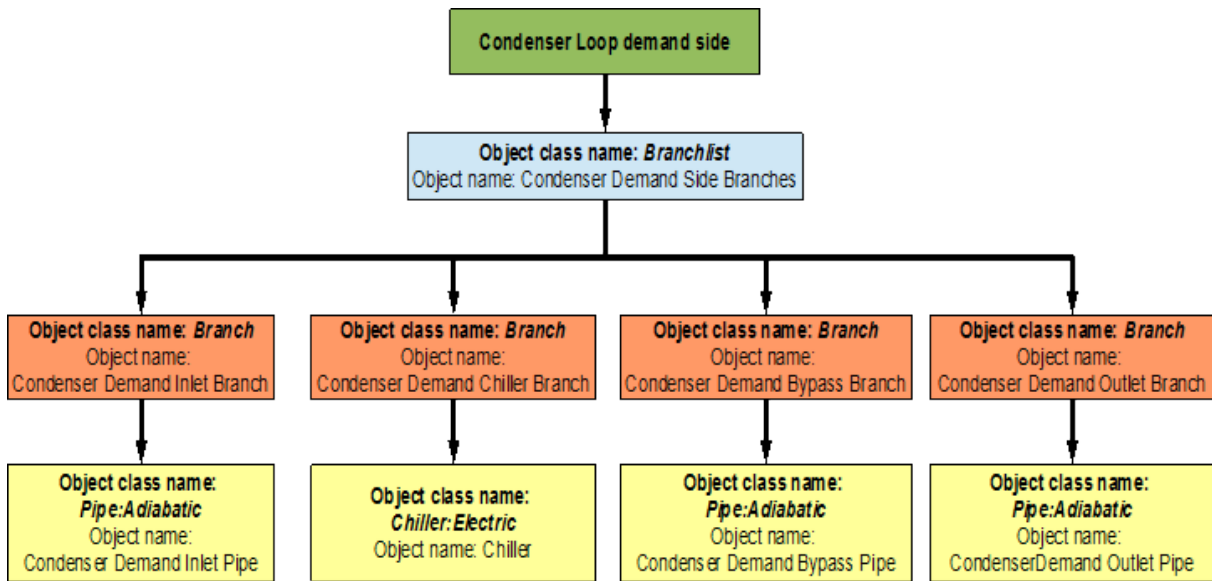 Condenser Loop demand side
Object class name: Branchlist
Object name: Condenser Demand Side Branches
Object class name: Branch
Object name:
Condenser Demand Inlet Branch
Object class name: Branch
Object name:
Condenser Demand Chiller Branch
Object class name: Branch
Object name:
Condenser Demand Bypass Branch
Object class name: Branch
Object name:
Condenser Demand Outlet Branch
Object class name:
Pipe:Adiabatic
Object name:
Condenser Demand Inlet Pipe
Object class name:
Chiller:Electric
Object name: Chiller
Object class name:
Pipe:Adiabatic
Object name:
Condenser Demand Bypass Pipe
Object class name:
Pipe:Adiabatic
Object name:
CondenserDemand Outlet Pipe